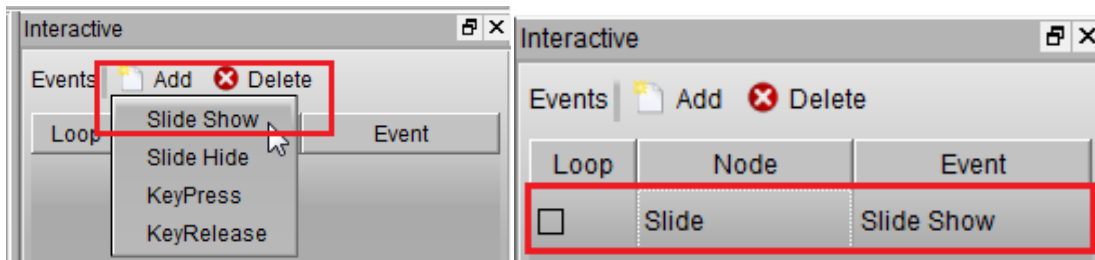 Interactive
Events Add Delete
Loop Event
Slide Show
Slide Hide
KeyPress
KeyRelease
Interactive
Events Add Delete
Loop Node Event
Slide Slide Show